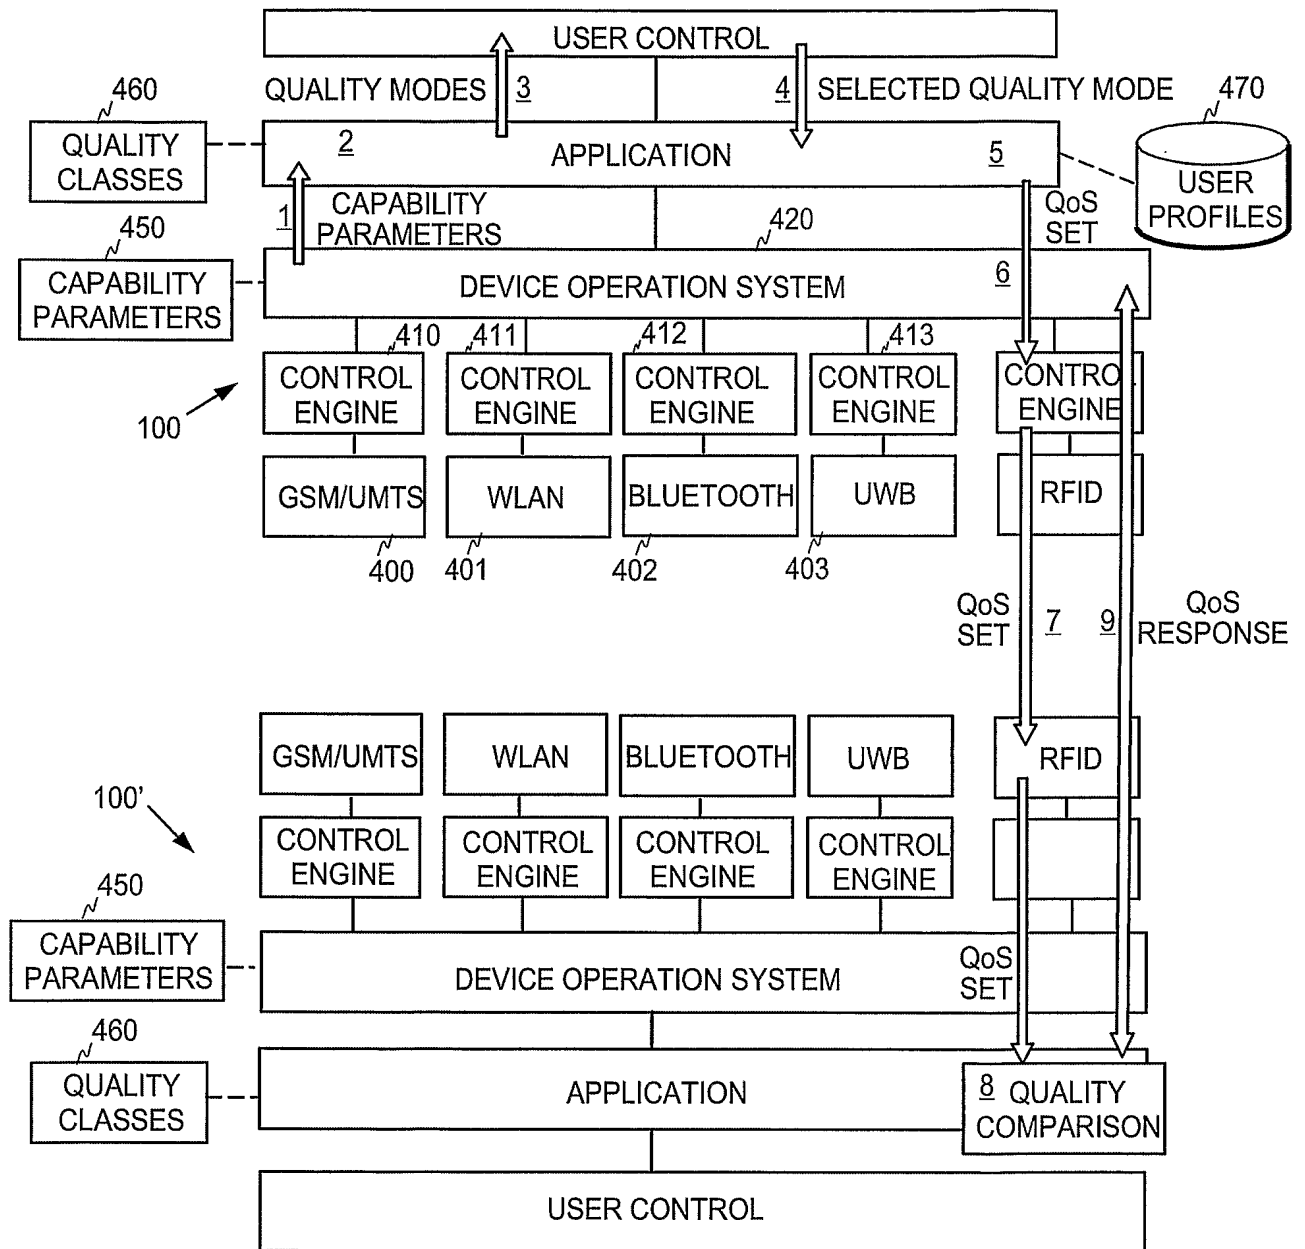 USER CONTROL
QUALITY MODES 3 4 SELECTED QUALITY MODE
460 470
QUALITY CLASSES
2 APPLICATION 5
USER PROFILES
1 CAPABILITY PARAMETERS
QoS SET
450 420
CAPABILITY PARAMETERS
DEVICE OPERATION SYSTEM 6
410 411 412 413
CONTROL ENGINE
CONTROL ENGINE
CONTROL ENGINE
CONTROL ENGINE
CONTROL ENGINE
100
GSM/UMTS WLAN BLUETOOTH UWB RFID
400 401 402 403
QoS SET 7 9 QoS RESPONSE
GSM/UMTS WLAN BLUETOOTH UWB RFID
100'
CONTROL ENGINE
CONTROL ENGINE
CONTROL ENGINE
CONTROL ENGINE
450
CAPABILITY PARAMETERS
DEVICE OPERATION SYSTEM
QoS SET
460
QUALITY CLASSES
APPLICATION
8 QUALITY COMPARISON
USER CONTROL